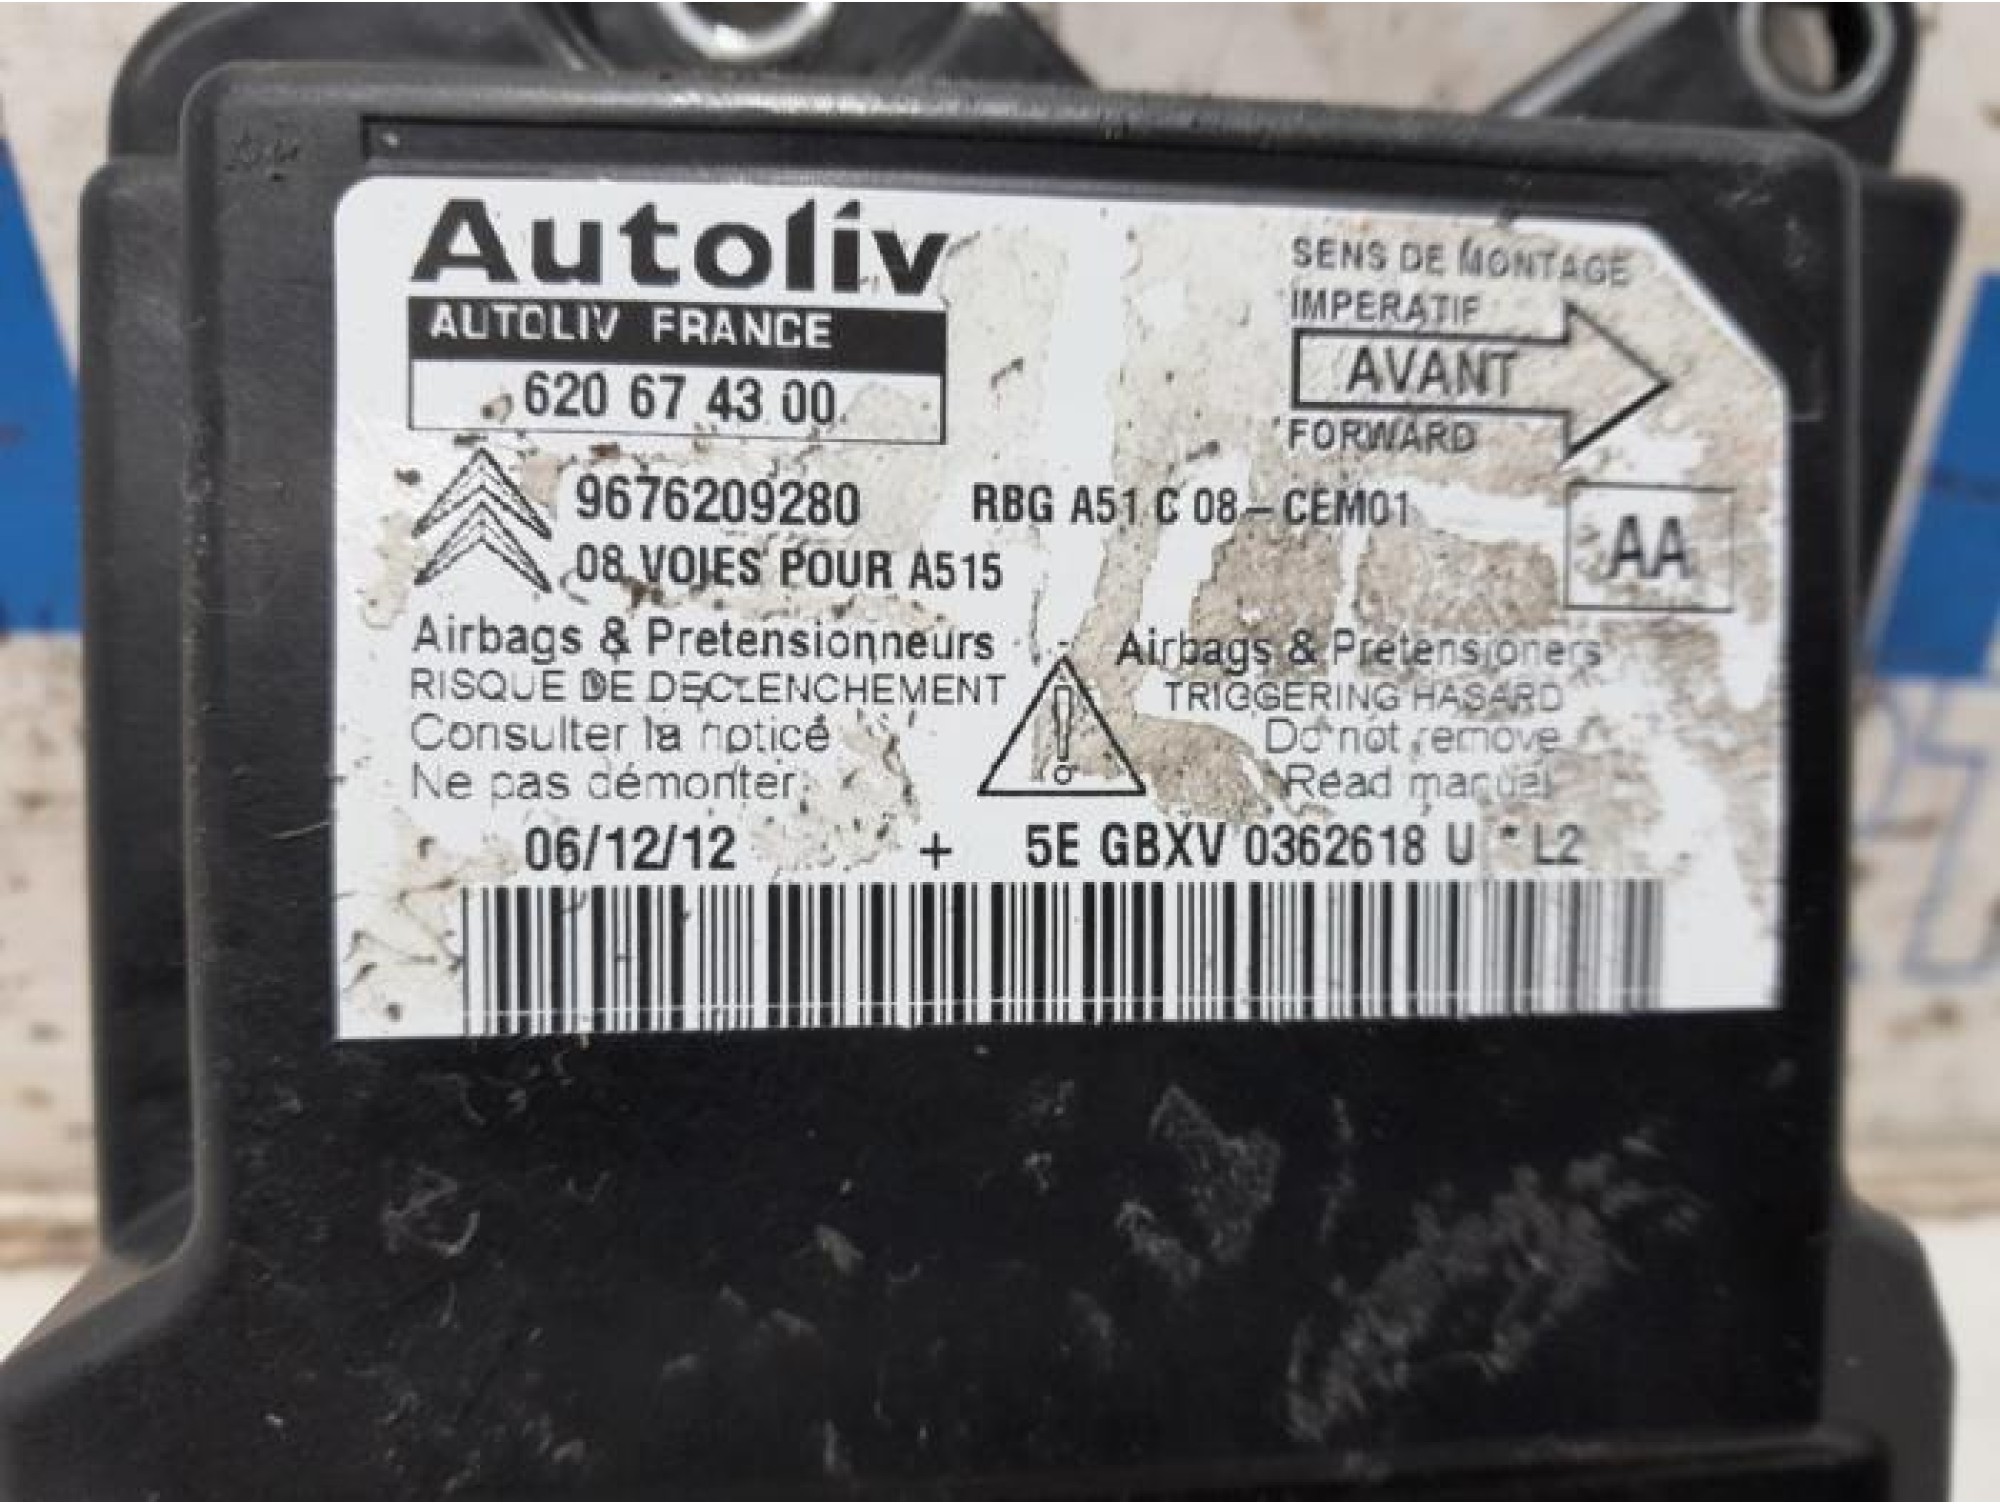 Autoliv
AUTOLIV FRANCE
620 67 43 00
SENS DE MONTAGE
IMPERATIF
AVANT
FORWARD
9676209280 RBG A51 C 08-CEM01
AA
08 VOIES POUR A515
Airbags & Pretensionneurs
RISQUE DE DECLENCHEMENT
Consulter la notice
Ne pas démonter
Airbags & Pretensioners
TRIGGERING HASARD
Do not remove
Read manual
06/12/12 + 5E GBXV 0362618 U * L2